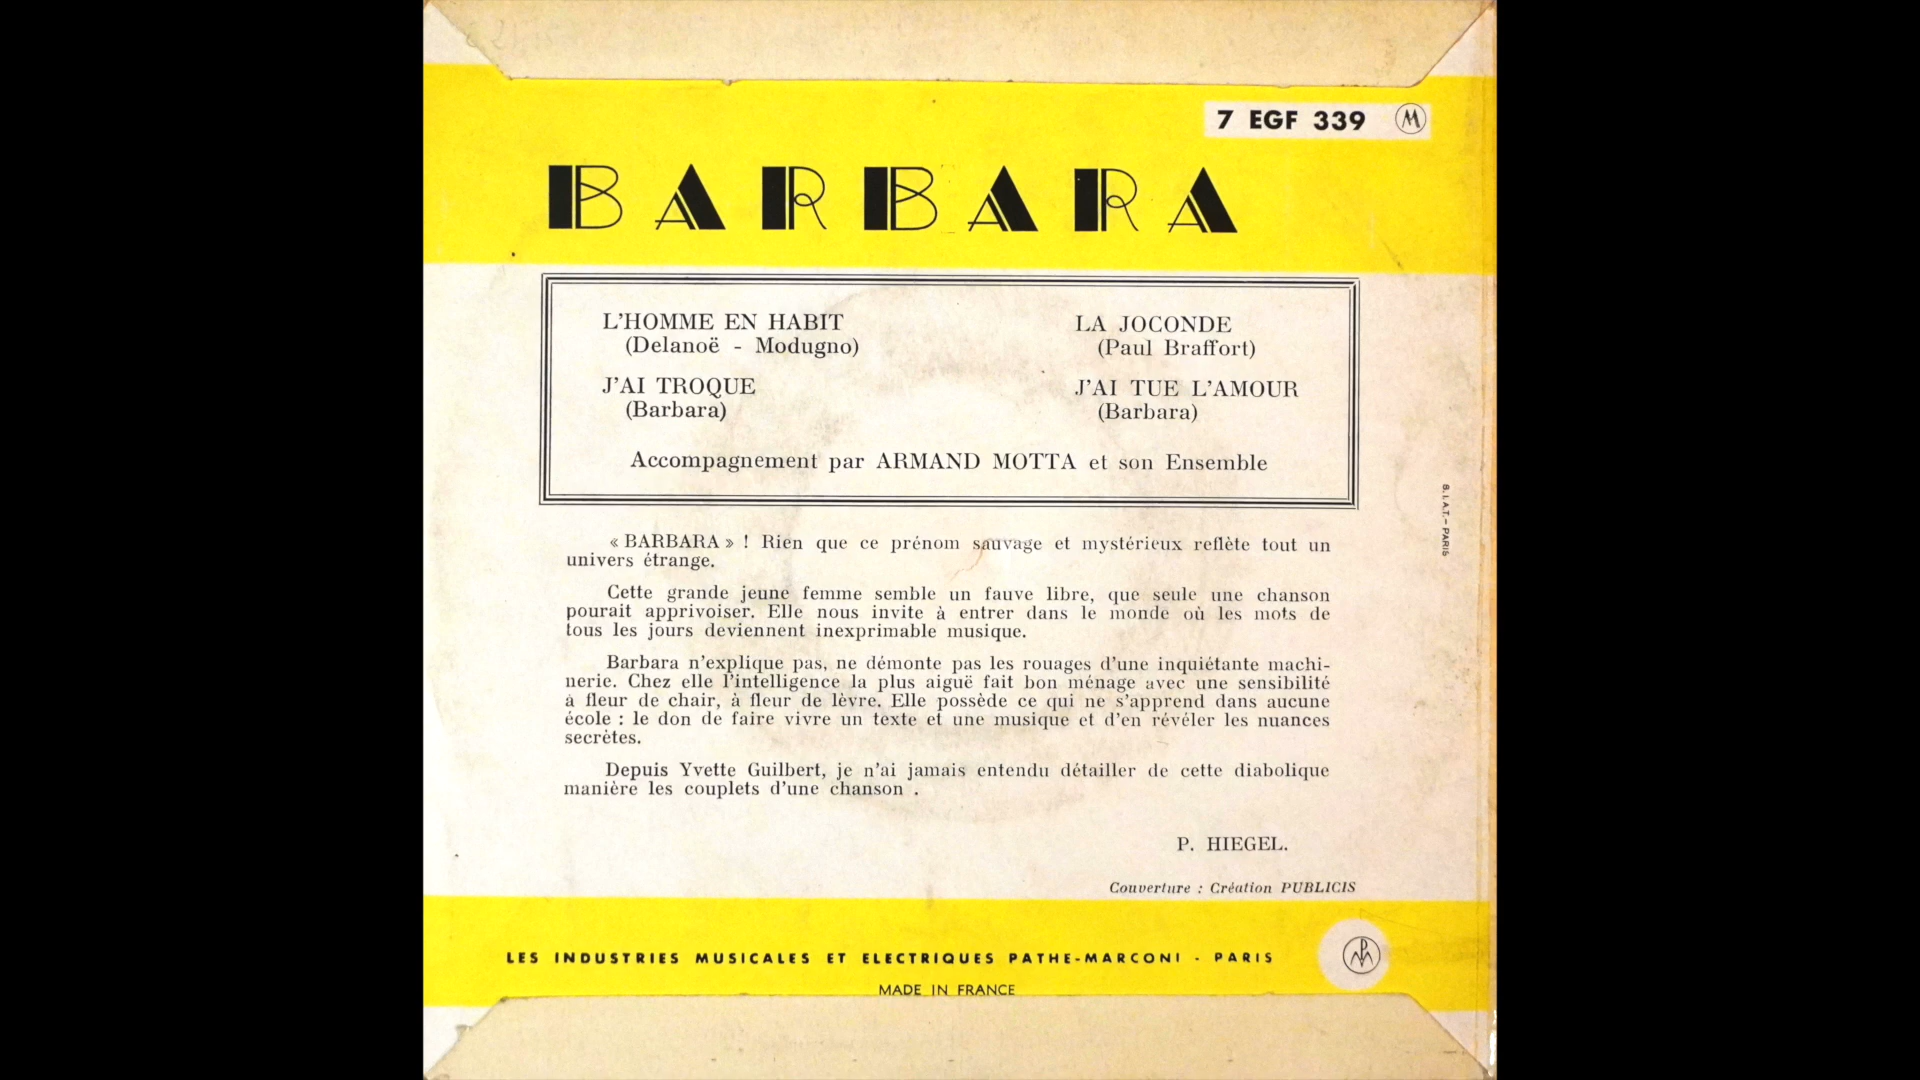 7 EGF 339 M
BARBARA
L'HOMME EN HABIT
(Delanoë - Modugno)
J'AI TROQUE
(Barbara)
LA JOCONDE
(Paul Braffort)
J'AI TUE L'AMOUR
(Barbara)
Accompagnement par ARMAND MOTTA et son Ensemble
« BARBARA » ! Rien que ce prénom sauvage et mystérieux reflète tout un
univers étrange.
Cette grande jeune femme semble un fauve libre, que seule une chanson
pourait apprivoiser. Elle nous invite à entrer dans le monde où les mots de
tous les jours deviennent inexprimable musique.
Barbara n'explique pas, ne démonte pas les rouages d'une inquiétante machi-
nerie. Chez elle l'intelligence la plus aiguë fait bon ménage avec une sensibilité
à fleur de chair, à fleur de lèvre. Elle possède ce qui ne s'apprend dans aucune
école : le don de faire vivre un texte et une musique et d'en révéler les nuances
secrètes.
Depuis Yvette Guilbert, je n'ai jamais entendu détailler de cette diabolique
manière les couplets d'une chanson .
P. HIEGEL.
Couverture : Création PUBLICIS
S.I.A.T. - PARIS
LES INDUSTRIES MUSICALES ET ELECTRIQUES PATHE-MARCONI - PARIS
MADE IN FRANCE